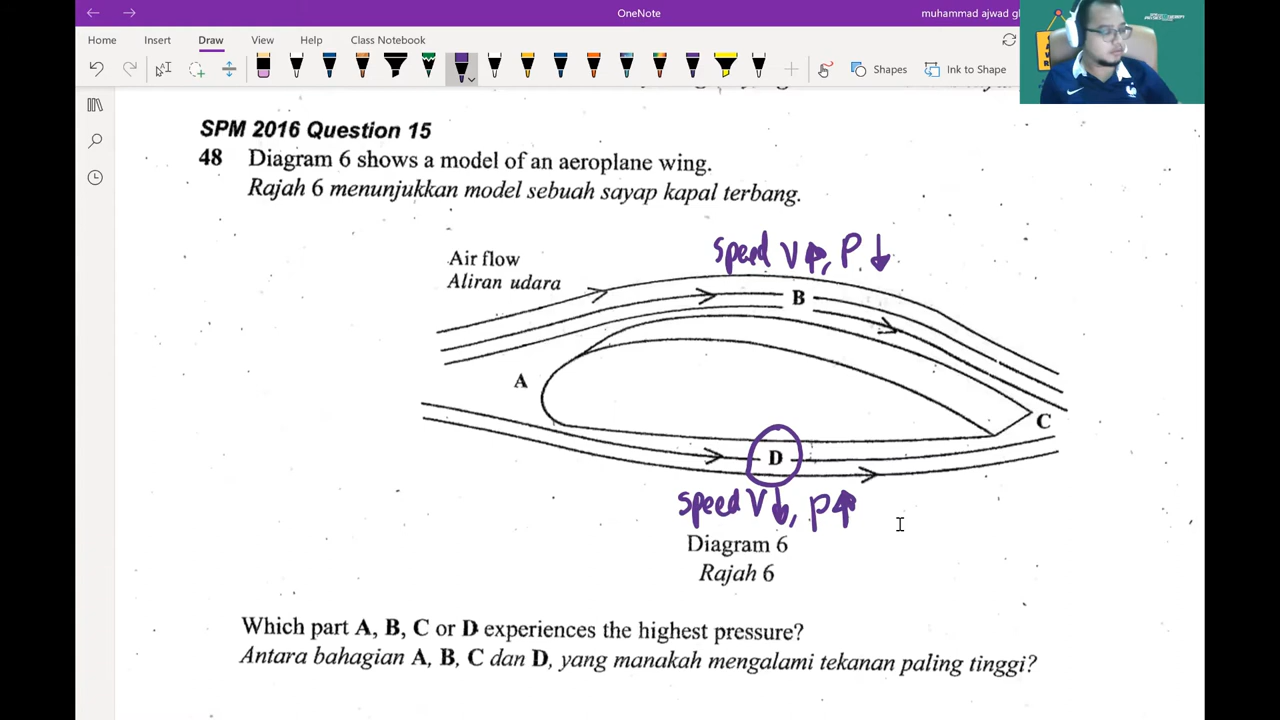 OneNote
muhammad ajwad gh
Home Insert Draw View Help Class Notebook
Shapes Ink to Shape
SPM 2016 Question 15
48 Diagram 6 shows a model of an aeroplane wing.
Rajah 6 menunjukkan model sebuah sayap kapal terbang.
speed V↑, P↓
Air flow
Aliran udara
B
A
C
D
speed V↓, P↑
Diagram 6
Rajah 6
Which part A, B, C or D experiences the highest pressure?
Antara bahagian A, B, C dan D, yang manakah mengalami tekanan paling tinggi?